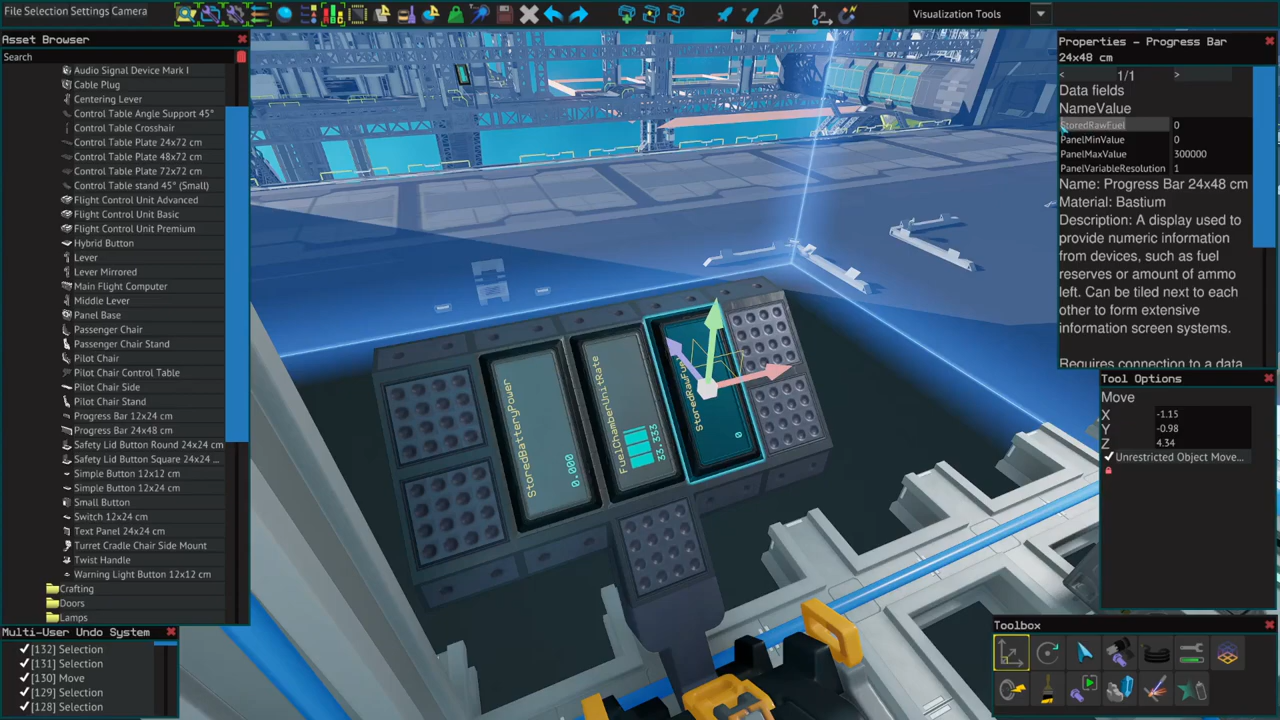 File Selection Settings Camera
Visualization Tools
Asset Browser
Search
Audio Signal Device Mark I
Cable Plug
Centering Lever
Control Table Angle Support 45°
Control Table Crosshair
Control Table Plate 24x72 cm
Control Table Plate 48x72 cm
Control Table Plate 72x72 cm
Control Table stand 45° (Small)
Flight Control Unit Advanced
Flight Control Unit Basic
Flight Control Unit Premium
Hybrid Button
Lever
Lever Mirrored
Main Flight Computer
Middle Lever
Panel Base
Passenger Chair
Passenger Chair Stand
Pilot Chair
Pilot Chair Control Table
Pilot Chair Side
Pilot Chair Stand
Progress Bar 12x24 cm
Progress Bar 24x48 cm
Safety Lid Button Round 24x24 cm
Safety Lid Button Square 24x24 ...
Simple Button 12x12 cm
Simple Button 24x24 cm
Small Button
Switch 12x24 cm
Text Panel 24x24 cm
Turret Cradle Chair Side Mount
Twist Handle
Warning Light Button 12x12 cm
Crafting
Doors
Lamps
Multi-User Undo System
[132] Selection
[131] Selection
[130] Move
[129] Selection
[128] Selection
StoredBatteryPower
0.000
FuelChamberUnitRate
33.333
StoredRawFuel
0
Properties - Progress Bar
24x48 cm
< 1/1 >
Data fields
NameValue
StoredRawFuel 0
PanelMinValue 0
PanelMaxValue 300000
PanelVariableResolution 1
Name: Progress Bar 24x48 cm
Material: Bastium
Description: A display used to
provide numeric information
from devices, such as fuel
reserves or amount of ammo
left. Can be tiled next to each
other to form extensive
information screen systems.
Requires connection to a data
Tool Options
Move
X -1.15
Y -0.98
Z 4.34
Unrestricted Object Move...
Toolbox